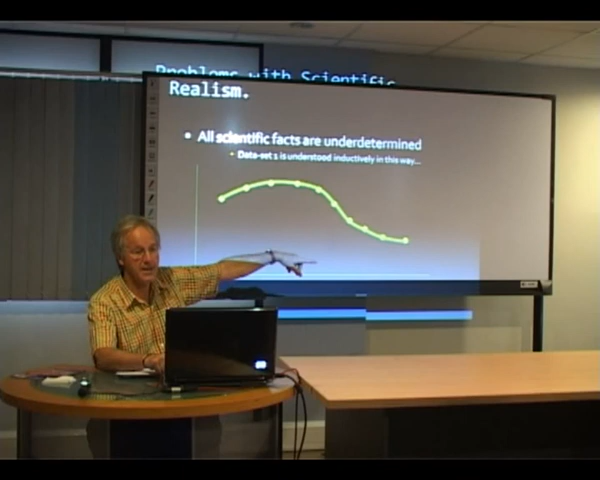 Problems with Scientific
Realism.
• All scientific facts are underdetermined
• Data-set 1 is understood inductively in this way...